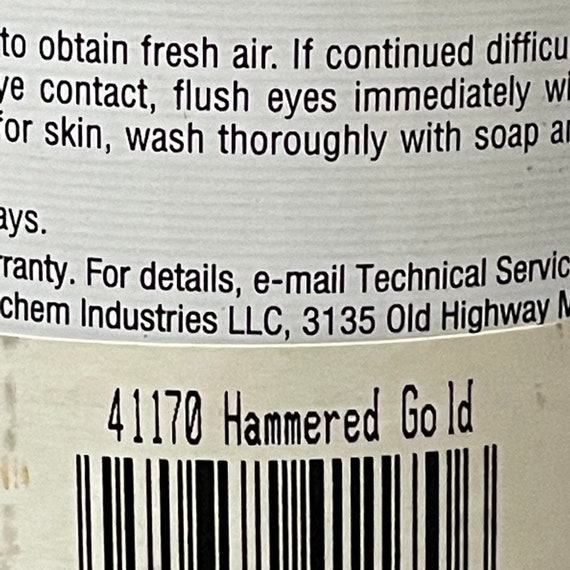 to obtain fresh air. If continued difficu
ye contact, flush eyes immediately wi
for skin, wash thoroughly with soap a
ays.
rranty. For details, e-mail Technical Servic
chem Industries LLC, 3135 Old Highway M
41170 Hammered Gold